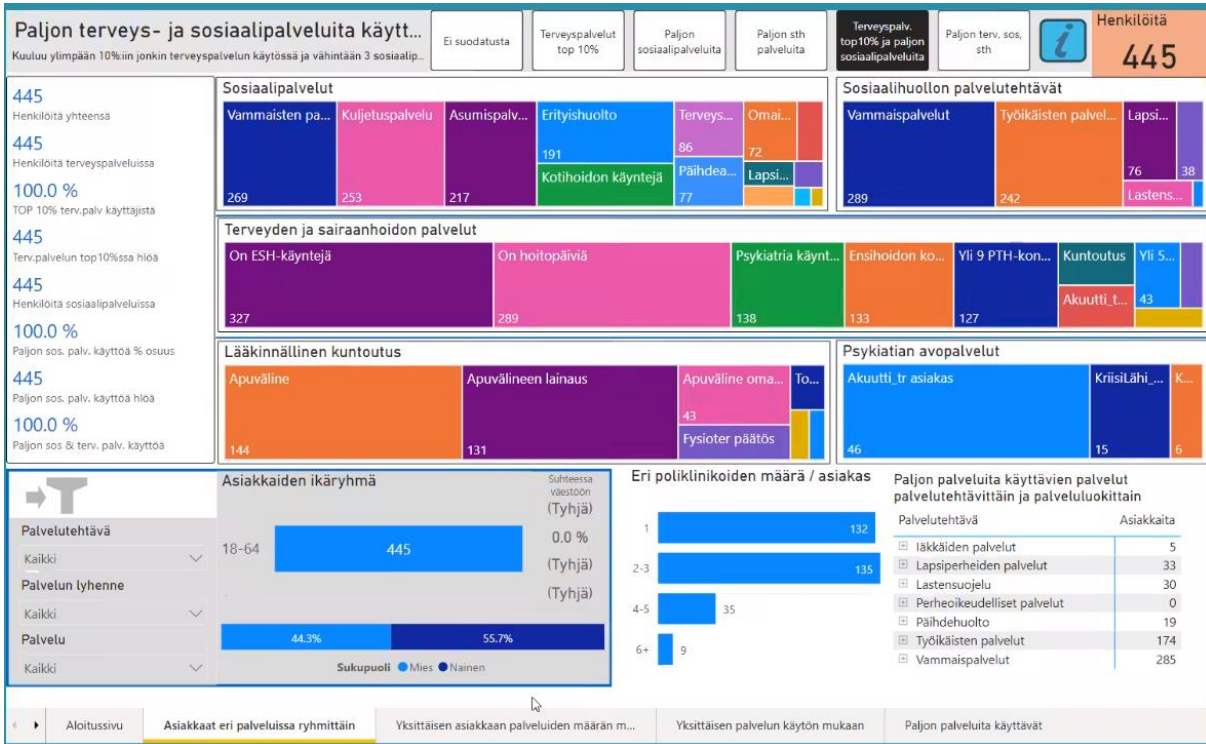 Paljon terveys- ja sosiaalipalveluita käytt...
Kuuluu ylimpään 10%:iin jonkin terveyspalvelun käytössä ja vähintään 3 sosiaalip...
Ei suodatusta
Terveyspalvelut
top 10%
Paljon
sosiaalipalveluita
Paljon sth
palveluita
Terveyspalv.
top10% ja paljon
sosiaalipalveluita
Paljon terv, sos,
sth
i
Henkilöitä
445
445
Henkilöitä yhteensä
445
Henkilöitä terveyspalveluissa
100.0 %
TOP 10% terv.palv käyttäjistä
445
Terv.palvelun top10%ssa hlöä
445
Henkilöitä sosiaalipalveluissa
100.0 %
Paljon sos. palv. käyttöä % osuus
445
Paljon sos. palv. käyttöä hlöä
100.0 %
Paljon sos & terv. palv. käyttöä
Sosiaalipalvelut
Vammaisten pa...
269
Kuljetuspalvelu
253
Asumispalv...
217
Erityishuolto
191
Kotihoidon käyntejä
Terveys...
86
Päihdea...
77
Omai...
72
Lapsi...
Sosiaalihuollon palvelutehtävät
Vammaispalvelut
289
Työikäisten palvel...
242
Lapsi...
76
38
Lastens...
Terveyden ja sairaanhoidon palvelut
On ESH-käyntejä
327
On hoitopäiviä
289
Psykiatria käynt...
138
Ensihoidon ko...
133
Yli 9 PTH-kon...
127
Kuntoutus
Akuutti_t...
Yli 5...
43
Lääkinnällinen kuntoutus
Apuväline
144
Apuvälineen lainaus
131
Apuväline oma...
43
Fysioter päätös
To...
Psykiatian avopalvelut
Akuutti_tr asiakas
46
KriisiLähi_...
15
K...
6
Palvelutehtävä
Kaikki
Palvelun lyhenne
Kaikki
Palvelu
Kaikki
Asiakkaiden ikäryhmä
Suhteessa
väestöön
(Tyhjä)
0.0 %
(Tyhjä)
(Tyhjä)
18-64
445
44.3%
55.7%
Sukupuoli Mies Nainen
Eri poliklinikoiden määrä / asiakas
1
132
2-3
135
4-5
35
6+
9
Paljon palveluita käyttävien palvelut
palvelutehtävittäin ja palveluluokittain
Palvelutehtävä Asiakkaita
Iäkkäiden palvelut 5
Lapsiperheiden palvelut 33
Lastensuojelu 30
Perheoikeudelliset palvelut 0
Päihdehuolto 19
Työikäisten palvelut 174
Vammaispalvelut 285
Aloitussivu
Asiakkaat eri palveluissa ryhmittäin
Yksittäisen asiakkaan palveluiden määrän m...
Yksittäisen palvelun käytön mukaan
Paljon palveluita käyttävät